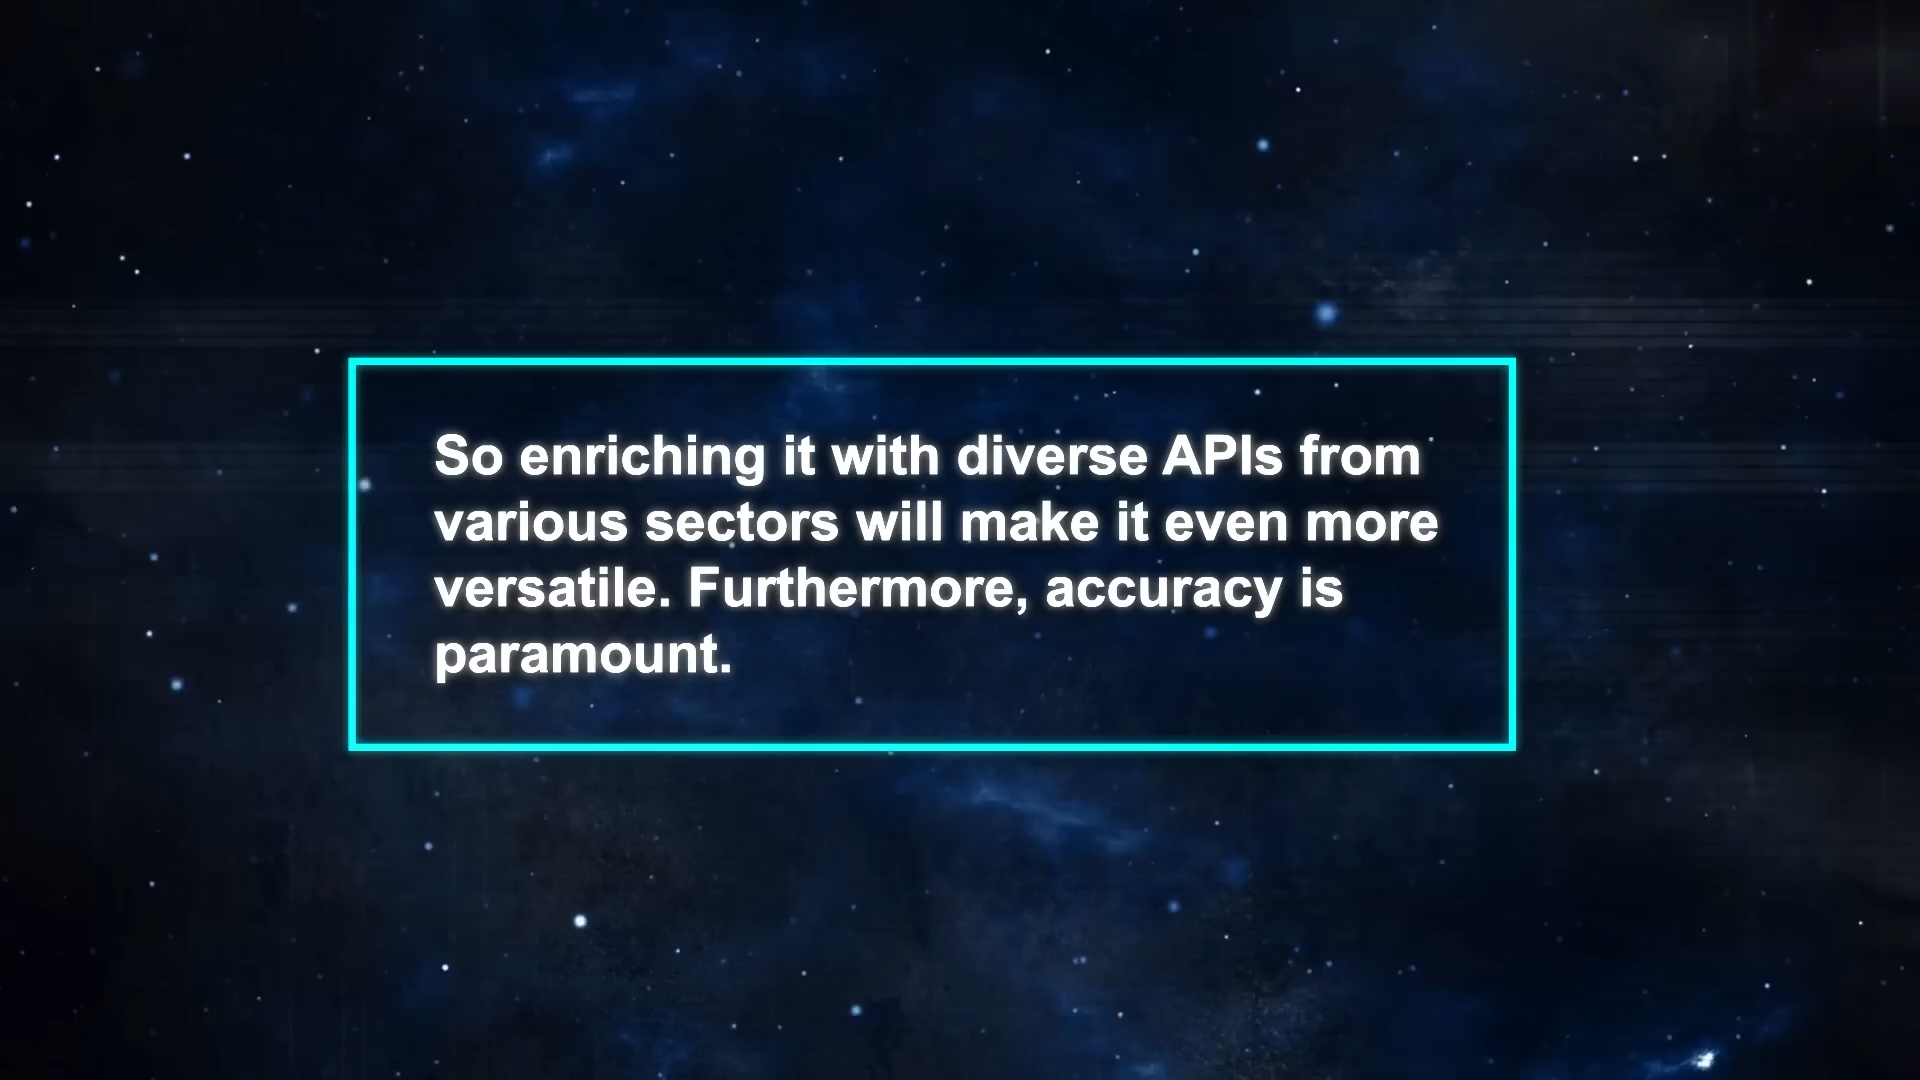 So enriching it with diverse APIs from
various sectors will make it even more
versatile. Furthermore, accuracy is
paramount.